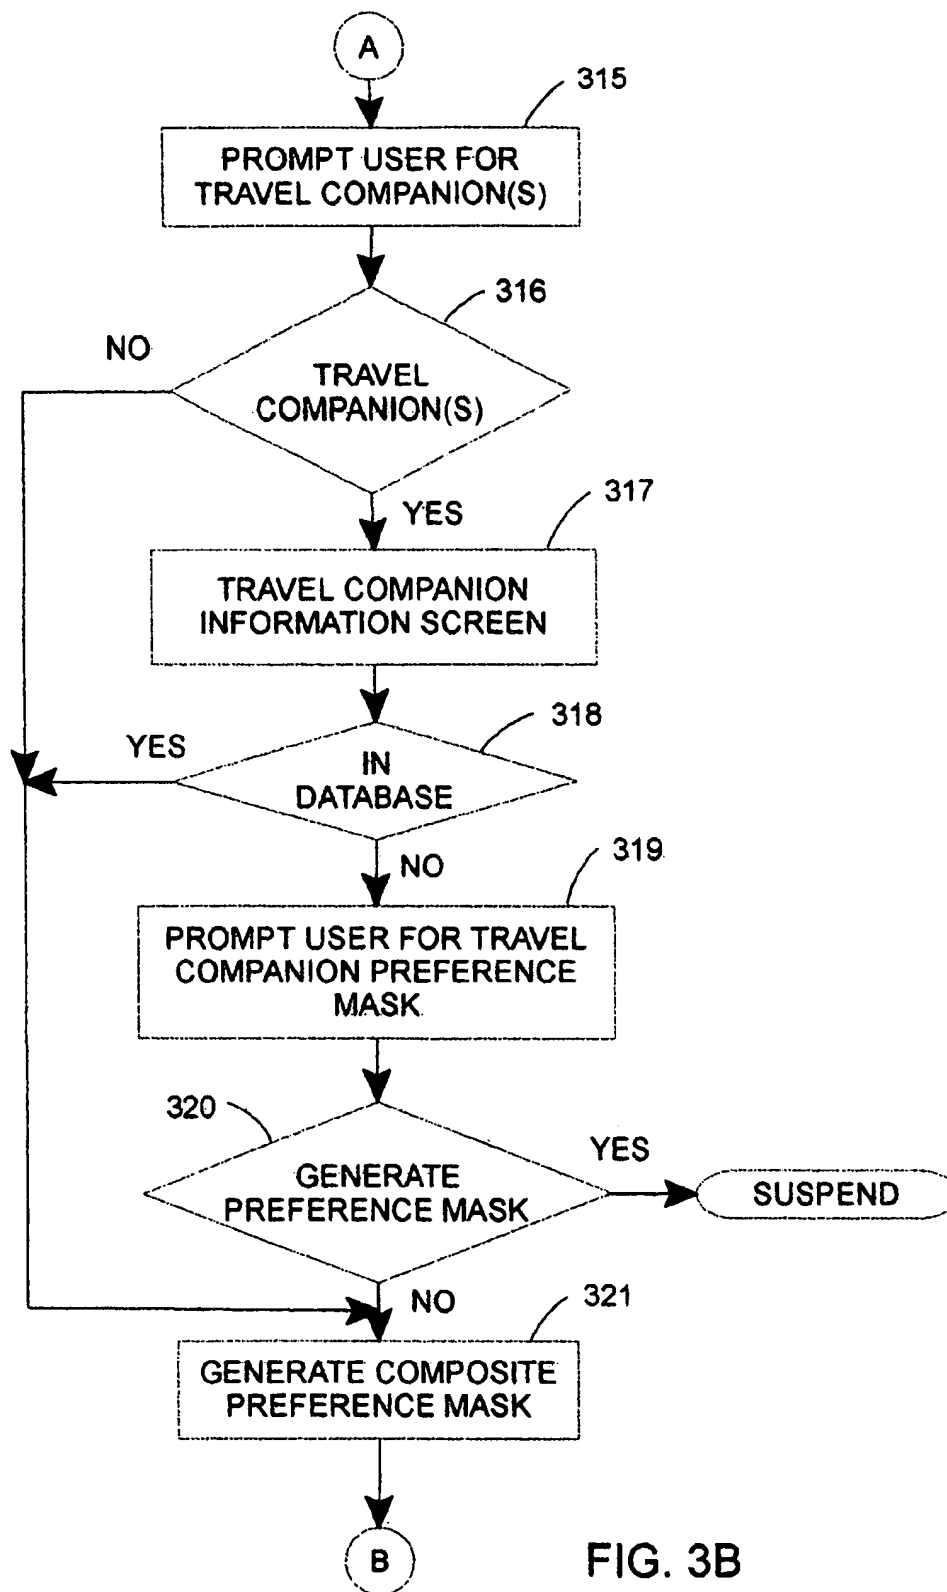 A
315
PROMPT USER FOR
TRAVEL COMPANION(S)
316
NO
TRAVEL
COMPANION(S)
317
YES
TRAVEL COMPANION
INFORMATION SCREEN
318
YES
IN
DATABASE
319
NO
PROMPT USER FOR TRAVEL
COMPANION PREFERENCE
MASK
320
YES
GENERATE
PREFERENCE MASK
SUSPEND
NO
321
GENERATE COMPOSITE
PREFERENCE MASK
B
FIG. 3B